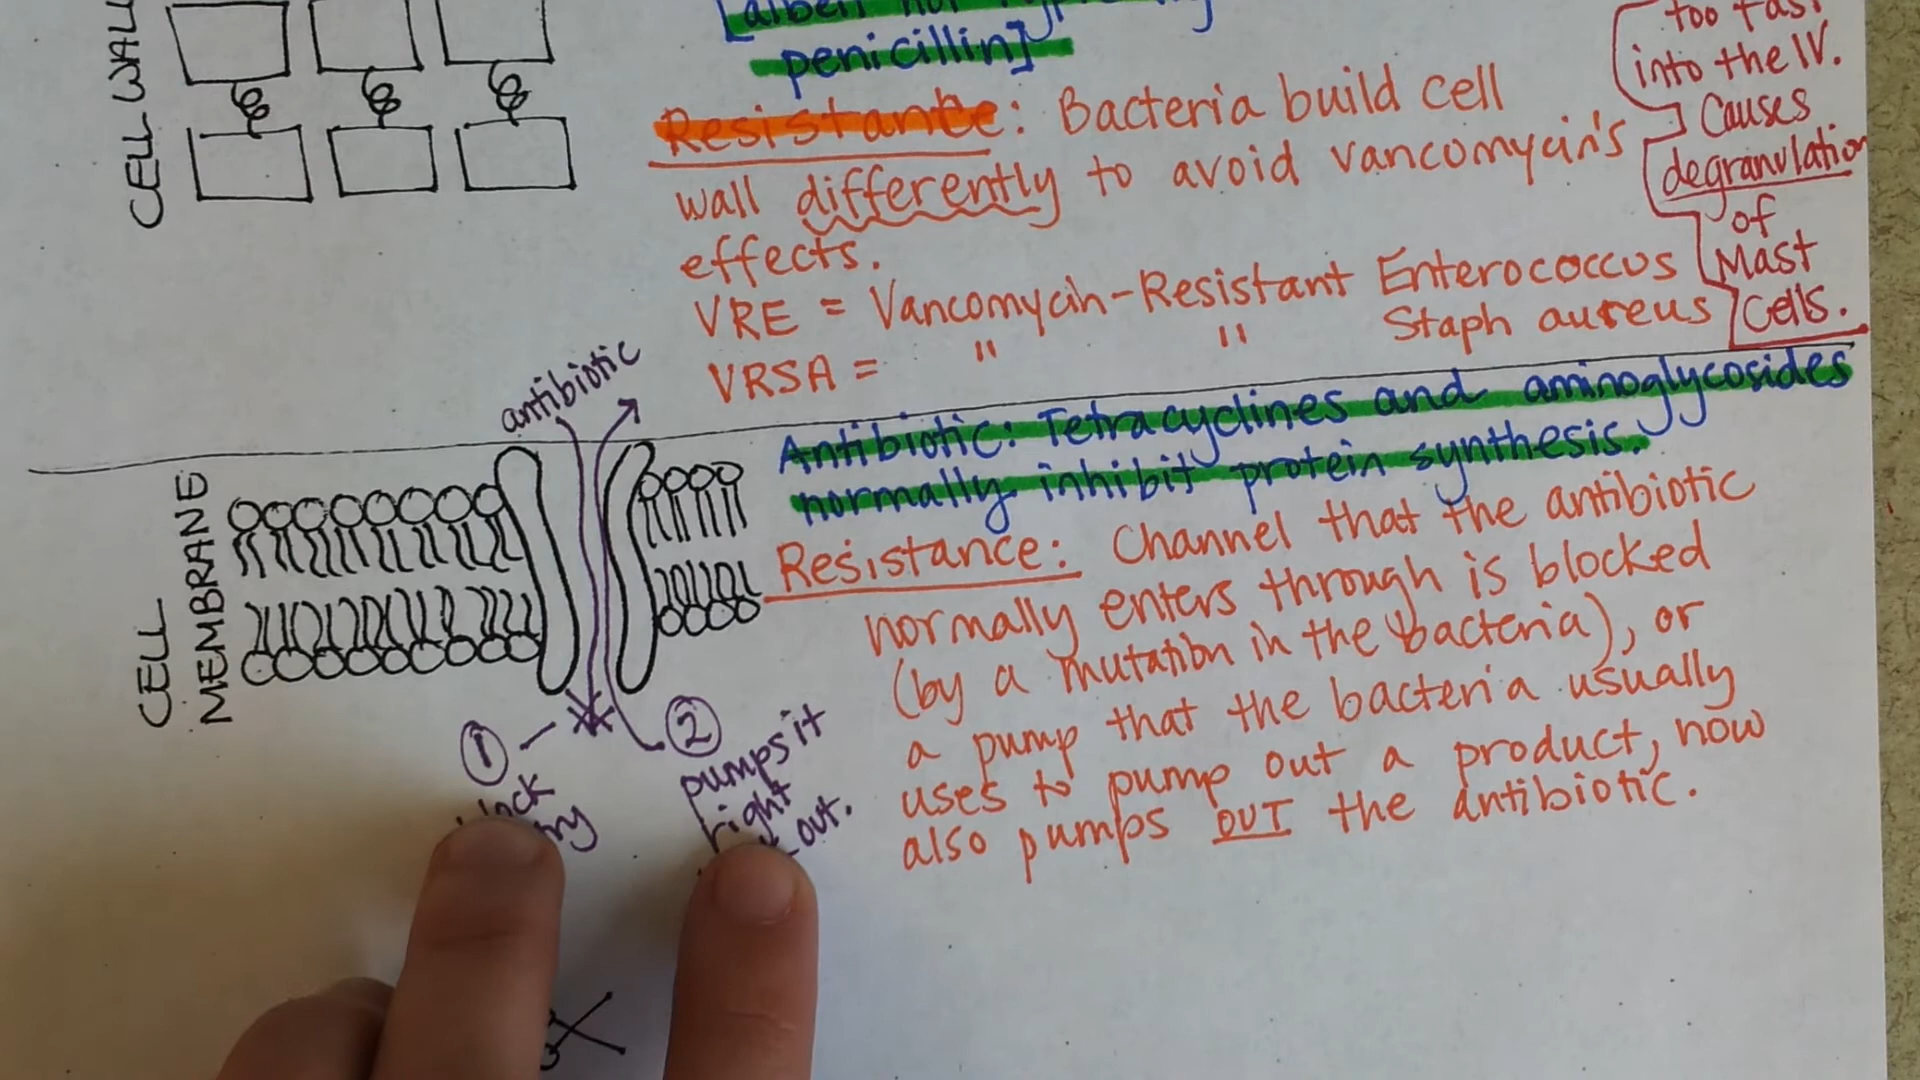 CELL WALL
penicillin]
too fast
into the IV.
Causes
degranulation
of
Mast
cells.
Resistance: Bacteria build cell
wall differently to avoid vancomycin's
effects.
VRE = Vancomycin-Resistant Enterococcus
VRSA = " " Staph aureus
antibiotic
CELL
MEMBRANE
Antibiotic: Tetracyclines and aminoglycosides
normally inhibit protein synthesis.
Resistance: Channel that the antibiotic
normally enters through is blocked
(by a mutation in the bacteria), or
a pump that the bacteria usually
uses to pump out a product, now
also pumps OUT the antibiotic.
1
2
pumps it
right
out.